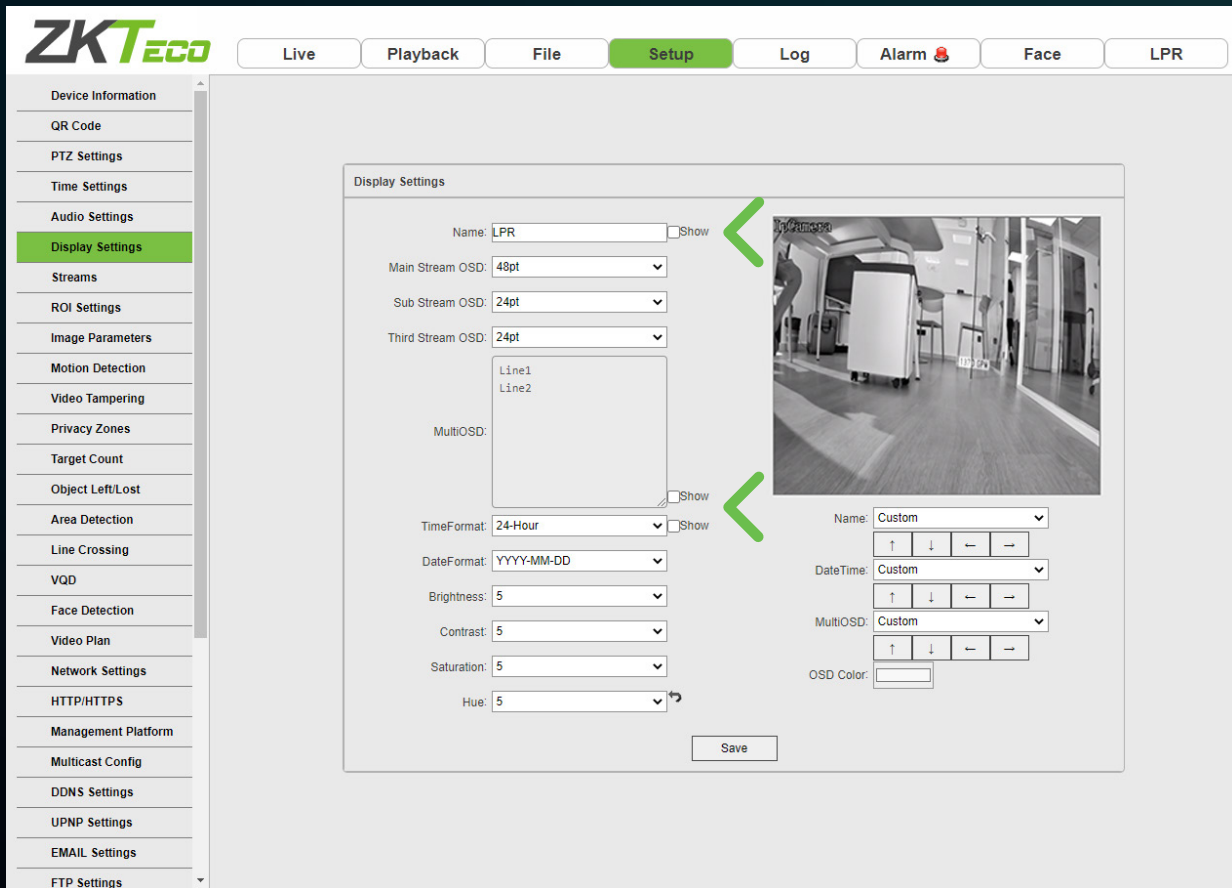 ZKTECO
Live Playback File Setup Log Alarm Face LPR
Device Information
QR Code
PTZ Settings
Time Settings
Audio Settings
Display Settings
Streams
ROI Settings
Image Parameters
Motion Detection
Video Tampering
Privacy Zones
Target Count
Object Left/Lost
Area Detection
Line Crossing
VQD
Face Detection
Video Plan
Network Settings
HTTP/HTTPS
Management Platform
Multicast Config
DDNS Settings
UPNP Settings
EMAIL Settings
FTP Settings
Display Settings
Name: LPR Show
Main Stream OSD: 48pt
Sub Stream OSD: 24pt
Third Stream OSD: 24pt
MultiOSD:
Line1
Line2
Show
TimeFormat: 24-Hour Show
DateFormat: YYYY-MM-DD
Brightness: 5
Contrast: 5
Saturation: 5
Hue: 5
IpCamera
Name: Custom
↑ ↓ ← →
DateTime: Custom
↑ ↓ ← →
MultiOSD: Custom
↑ ↓ ← →
OSD Color:
Save